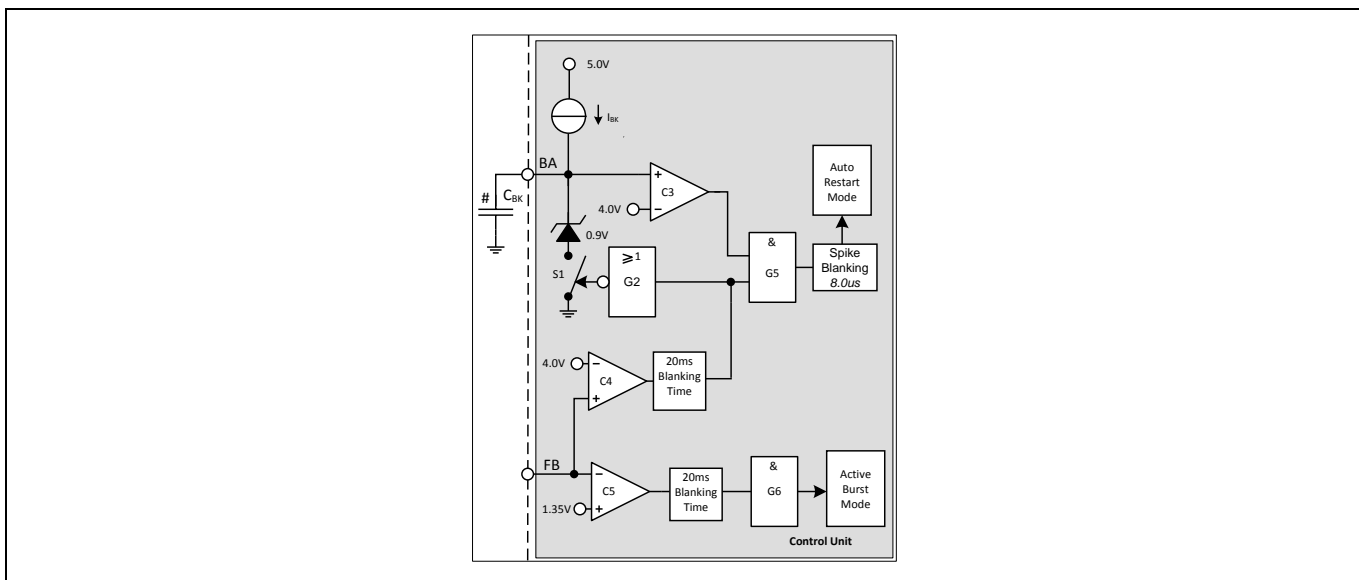 5.0V
I_BK
BA
# C_BK
C3
4.0V
0.9V
S1
≥1
G2
&
G5
Auto
Restart
Mode
Spike
Blanking
8.0us
4.0V
C4
20ms
Blanking
Time
FB
C5
1.35V
20ms
Blanking
Time
&
G6
Active
Burst
Mode
Control Unit